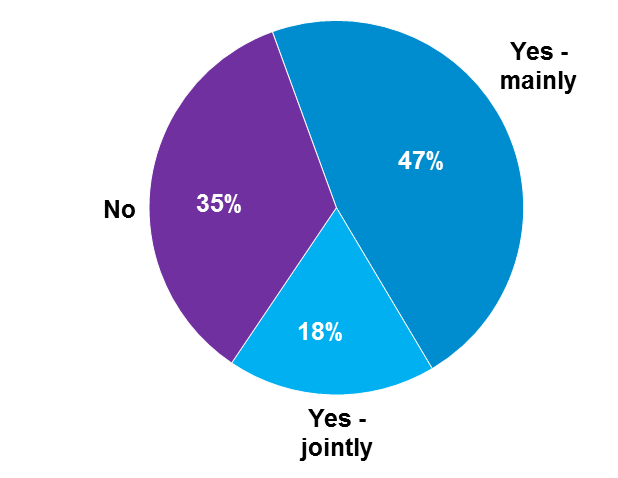 Yes -
mainly
47%
35%
No
18%
Yes -
jointly